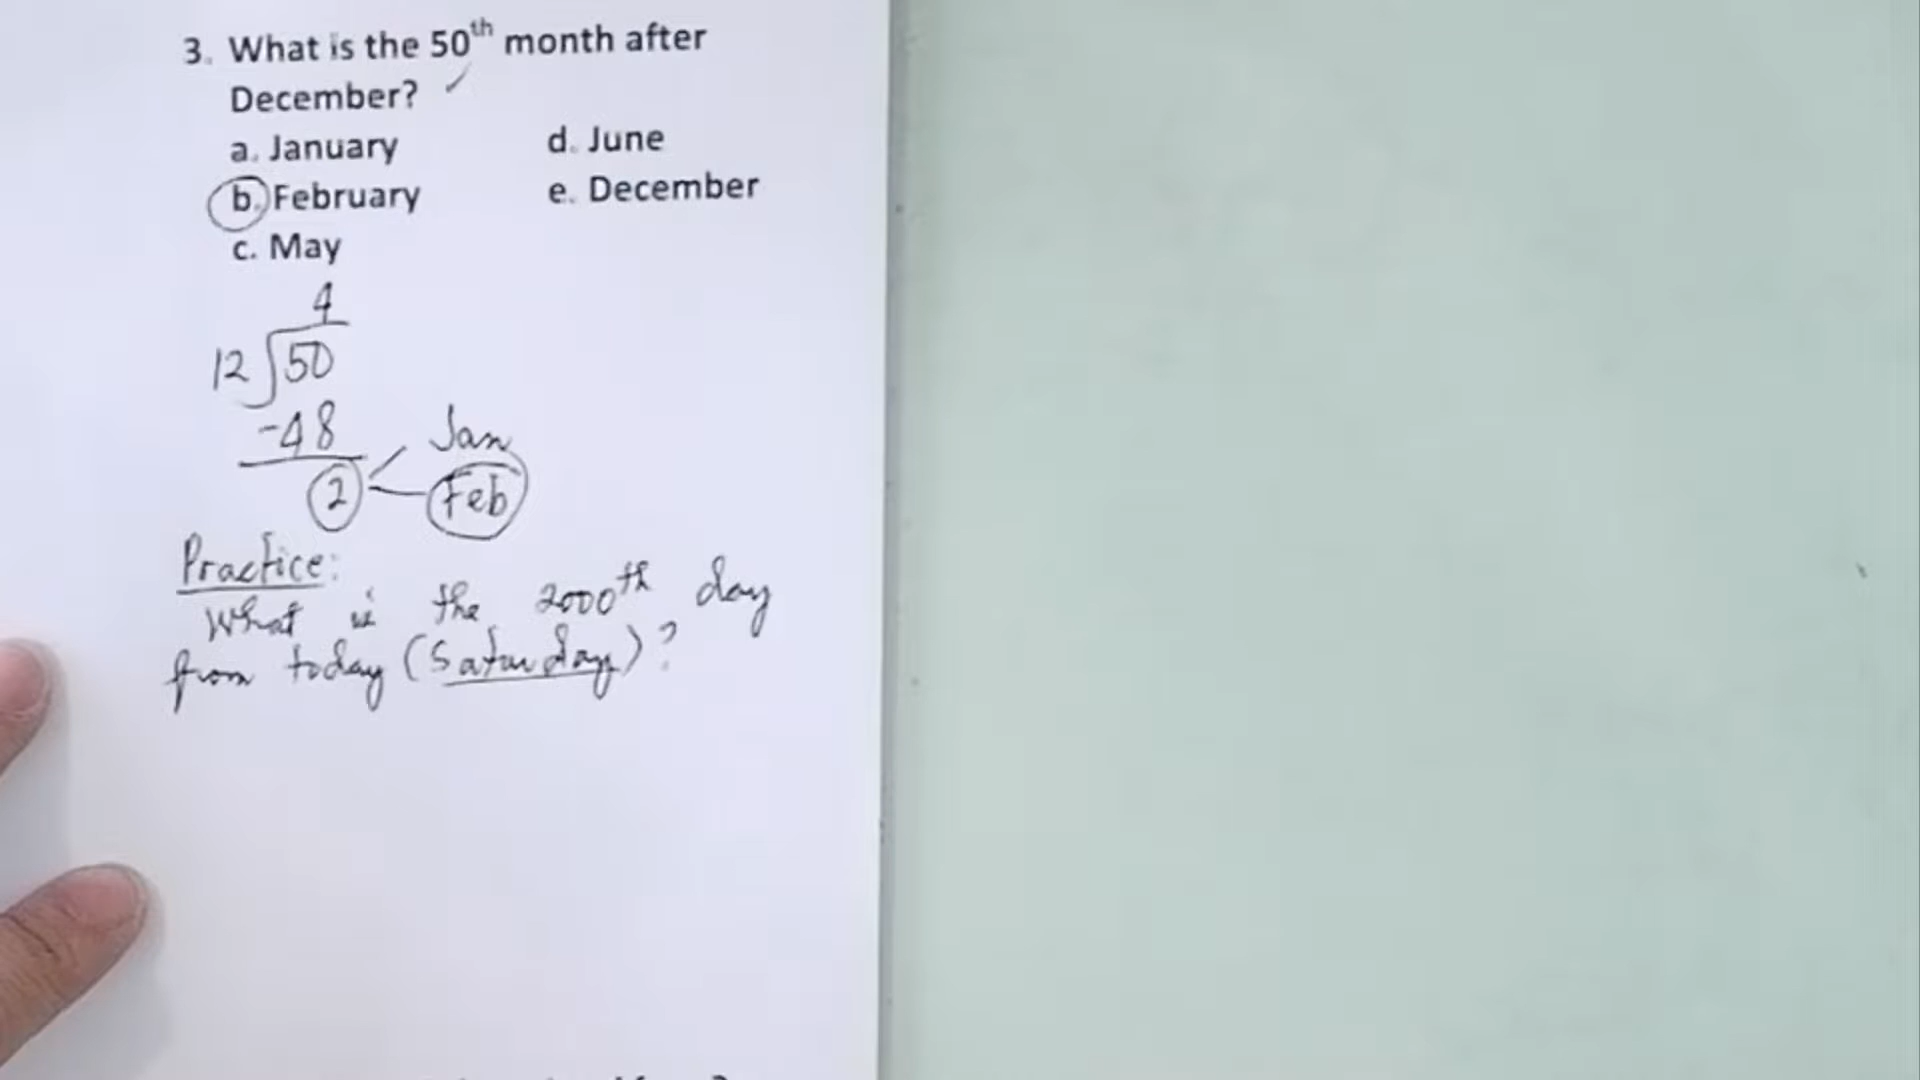 3. What is the 50th month after
December?
a. January d. June
b. February e. December
c. May
4
12 50
-48 Jan
2 Feb
Practice:
What is the 2000th day
from today (Saturday)?